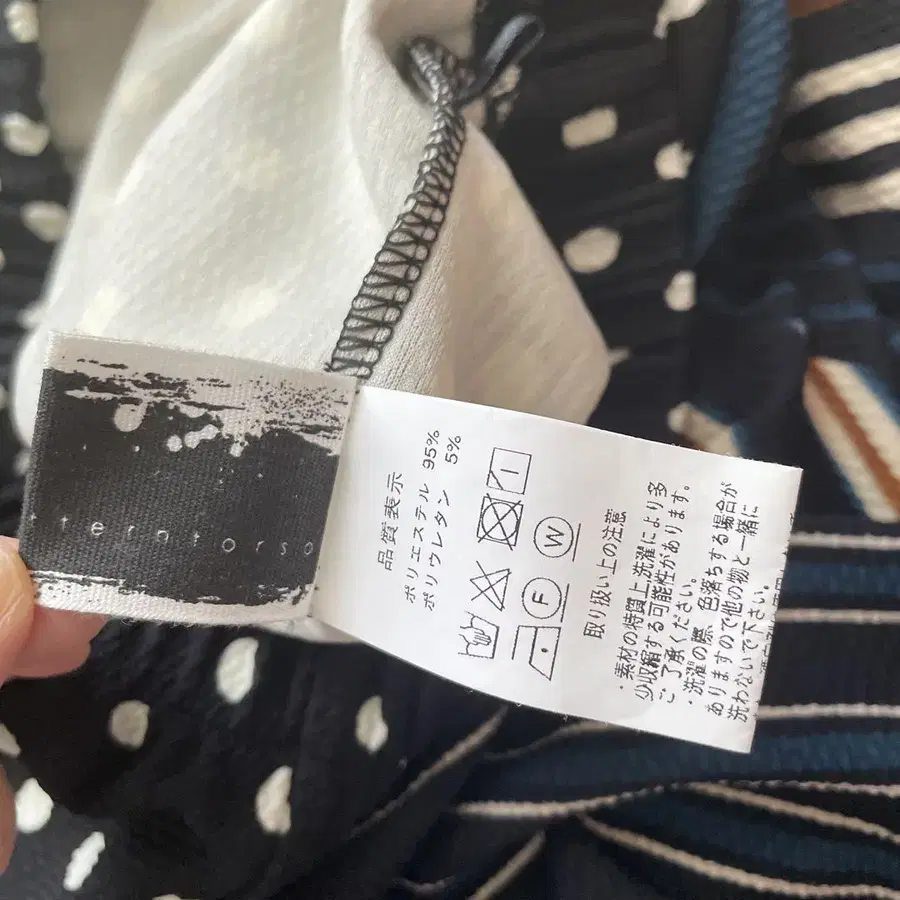 terntorso
品質表示
ポリエステル 95%
ポリウレタン 5%
F
W
取り扱い上の注意
・素材の特質上洗濯により多
少収縮する可能性があります。
ご了承ください。
・洗濯の際、色落ちする場合が
ありますので他の物と一緒に
洗わないで下さい。